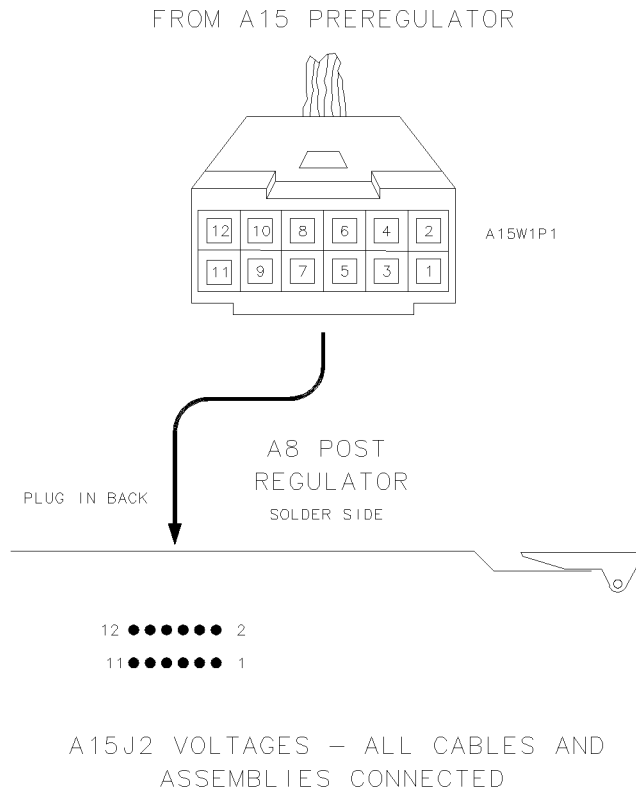 FROM A15 PREREGULATOR
12 10 8 6 4 2
A15W1P1
11 9 7 5 3 1
A8 POST
REGULATOR
PLUG IN BACK
SOLDER SIDE
12 2
11 1
A15J2 VOLTAGES – ALL CABLES AND
ASSEMBLIES CONNECTED